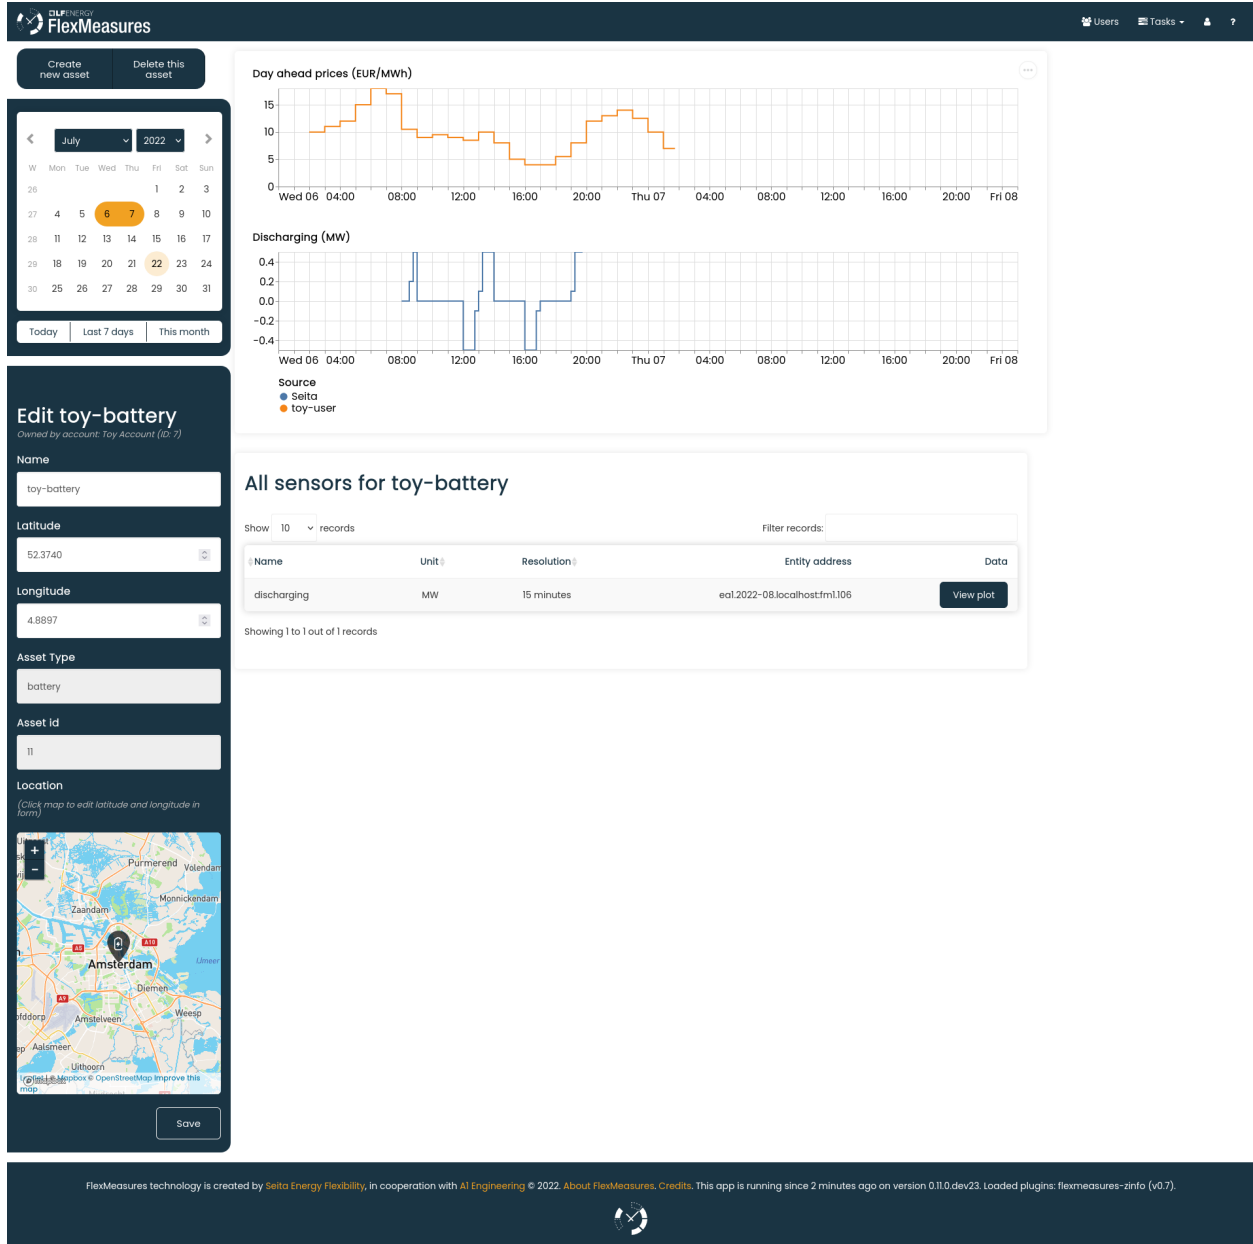 LFENERGY
FlexMeasures
Users
Tasks
?
Create
new asset
Delete this
asset
July
2022
W Mon Tue Wed Thu Fri Sat Sun
26 1 2 3
27 4 5 6 7 8 9 10
28 11 12 13 14 15 16 17
29 18 19 20 21 22 23 24
30 25 26 27 28 29 30 31
Today
Last 7 days
This month
Day ahead prices (EUR/MWh)
15
10
5
0
Wed 06 04:00 08:00 12:00 16:00 20:00 Thu 07 04:00 08:00 12:00 16:00 20:00 Fri 08
Discharging (MW)
0.4
0.2
0.0
-0.2
-0.4
Wed 06 04:00 08:00 12:00 16:00 20:00 Thu 07 04:00 08:00 12:00 16:00 20:00 Fri 08
Source
Seita
toy-user
Edit toy-battery
Owned by account: Toy Account (ID: 7)
Name
toy-battery
Latitude
52.3740
Longitude
4.8897
Asset Type
battery
Asset id
11
Location
(Click map to edit latitude and longitude in
form)
+
-
Purmerend
Volendam
Monnickendam
Zaandam
A8
A10
Amsterdam
IJmeer
Diemen
A9
ofddorp
Amstelveen
Weesp
Aalsmeer
Uithoorn
Leaflet | © Mapbox © OpenStreetMap Improve this
map
mapbox
Save
All sensors for toy-battery
Show 10 records
Filter records:
Name Unit Resolution Entity address Data
discharging MW 15 minutes ea1.2022-08.localhost:fm1.106 View plot
Showing 1 to 1 out of 1 records
FlexMeasures technology is created by Seita Energy Flexibility, in cooperation with A1 Engineering © 2022. About FlexMeasures. Credits. This app is running since 2 minutes ago on version 0.11.0.dev23. Loaded plugins: flexmeasures-zinfo (v0.7).